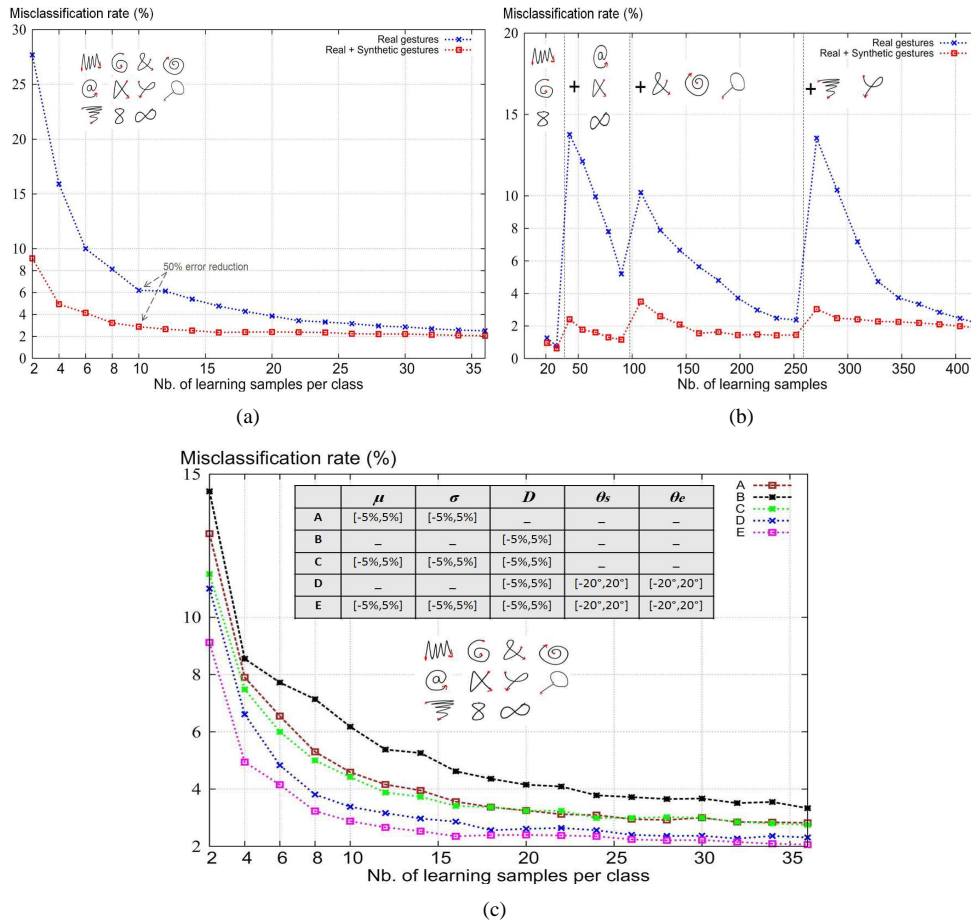 Misclassification rate (%)
30
25
20
15
10
8
6
4
2
0
2 4 6 8 10 15 20 25 30 35
Nb. of learning samples per class
Real gestures
Real + Synthetic gestures
50% error reduction
(a)
Misclassification rate (%)
20
15
10
8
6
4
2
0
20 50 100 150 200 250 300 350 400
Nb. of learning samples
Real gestures
Real + Synthetic gestures
+ + +
(b)
Misclassification rate (%)
15
10
8
6
4
2
2 4 6 8 10 15 20 25 30 35
Nb. of learning samples per class
A
B
C
D
E
μ σ D θs θe
A [-5%,5%] [-5%,5%] _ _ _
B _ _ [-5%,5%] _ _
C [-5%,5%] [-5%,5%] [-5%,5%] _ _
D _ _ [-5%,5%] [-20°,20°] [-20°,20°]
E [-5%,5%] [-5%,5%] [-5%,5%] [-20°,20°] [-20°,20°]
(c)